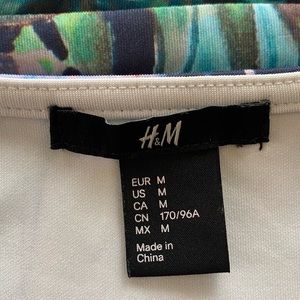 H&M
EUR M
US M
CA M
CN 170/96A
MX M
Made in
China